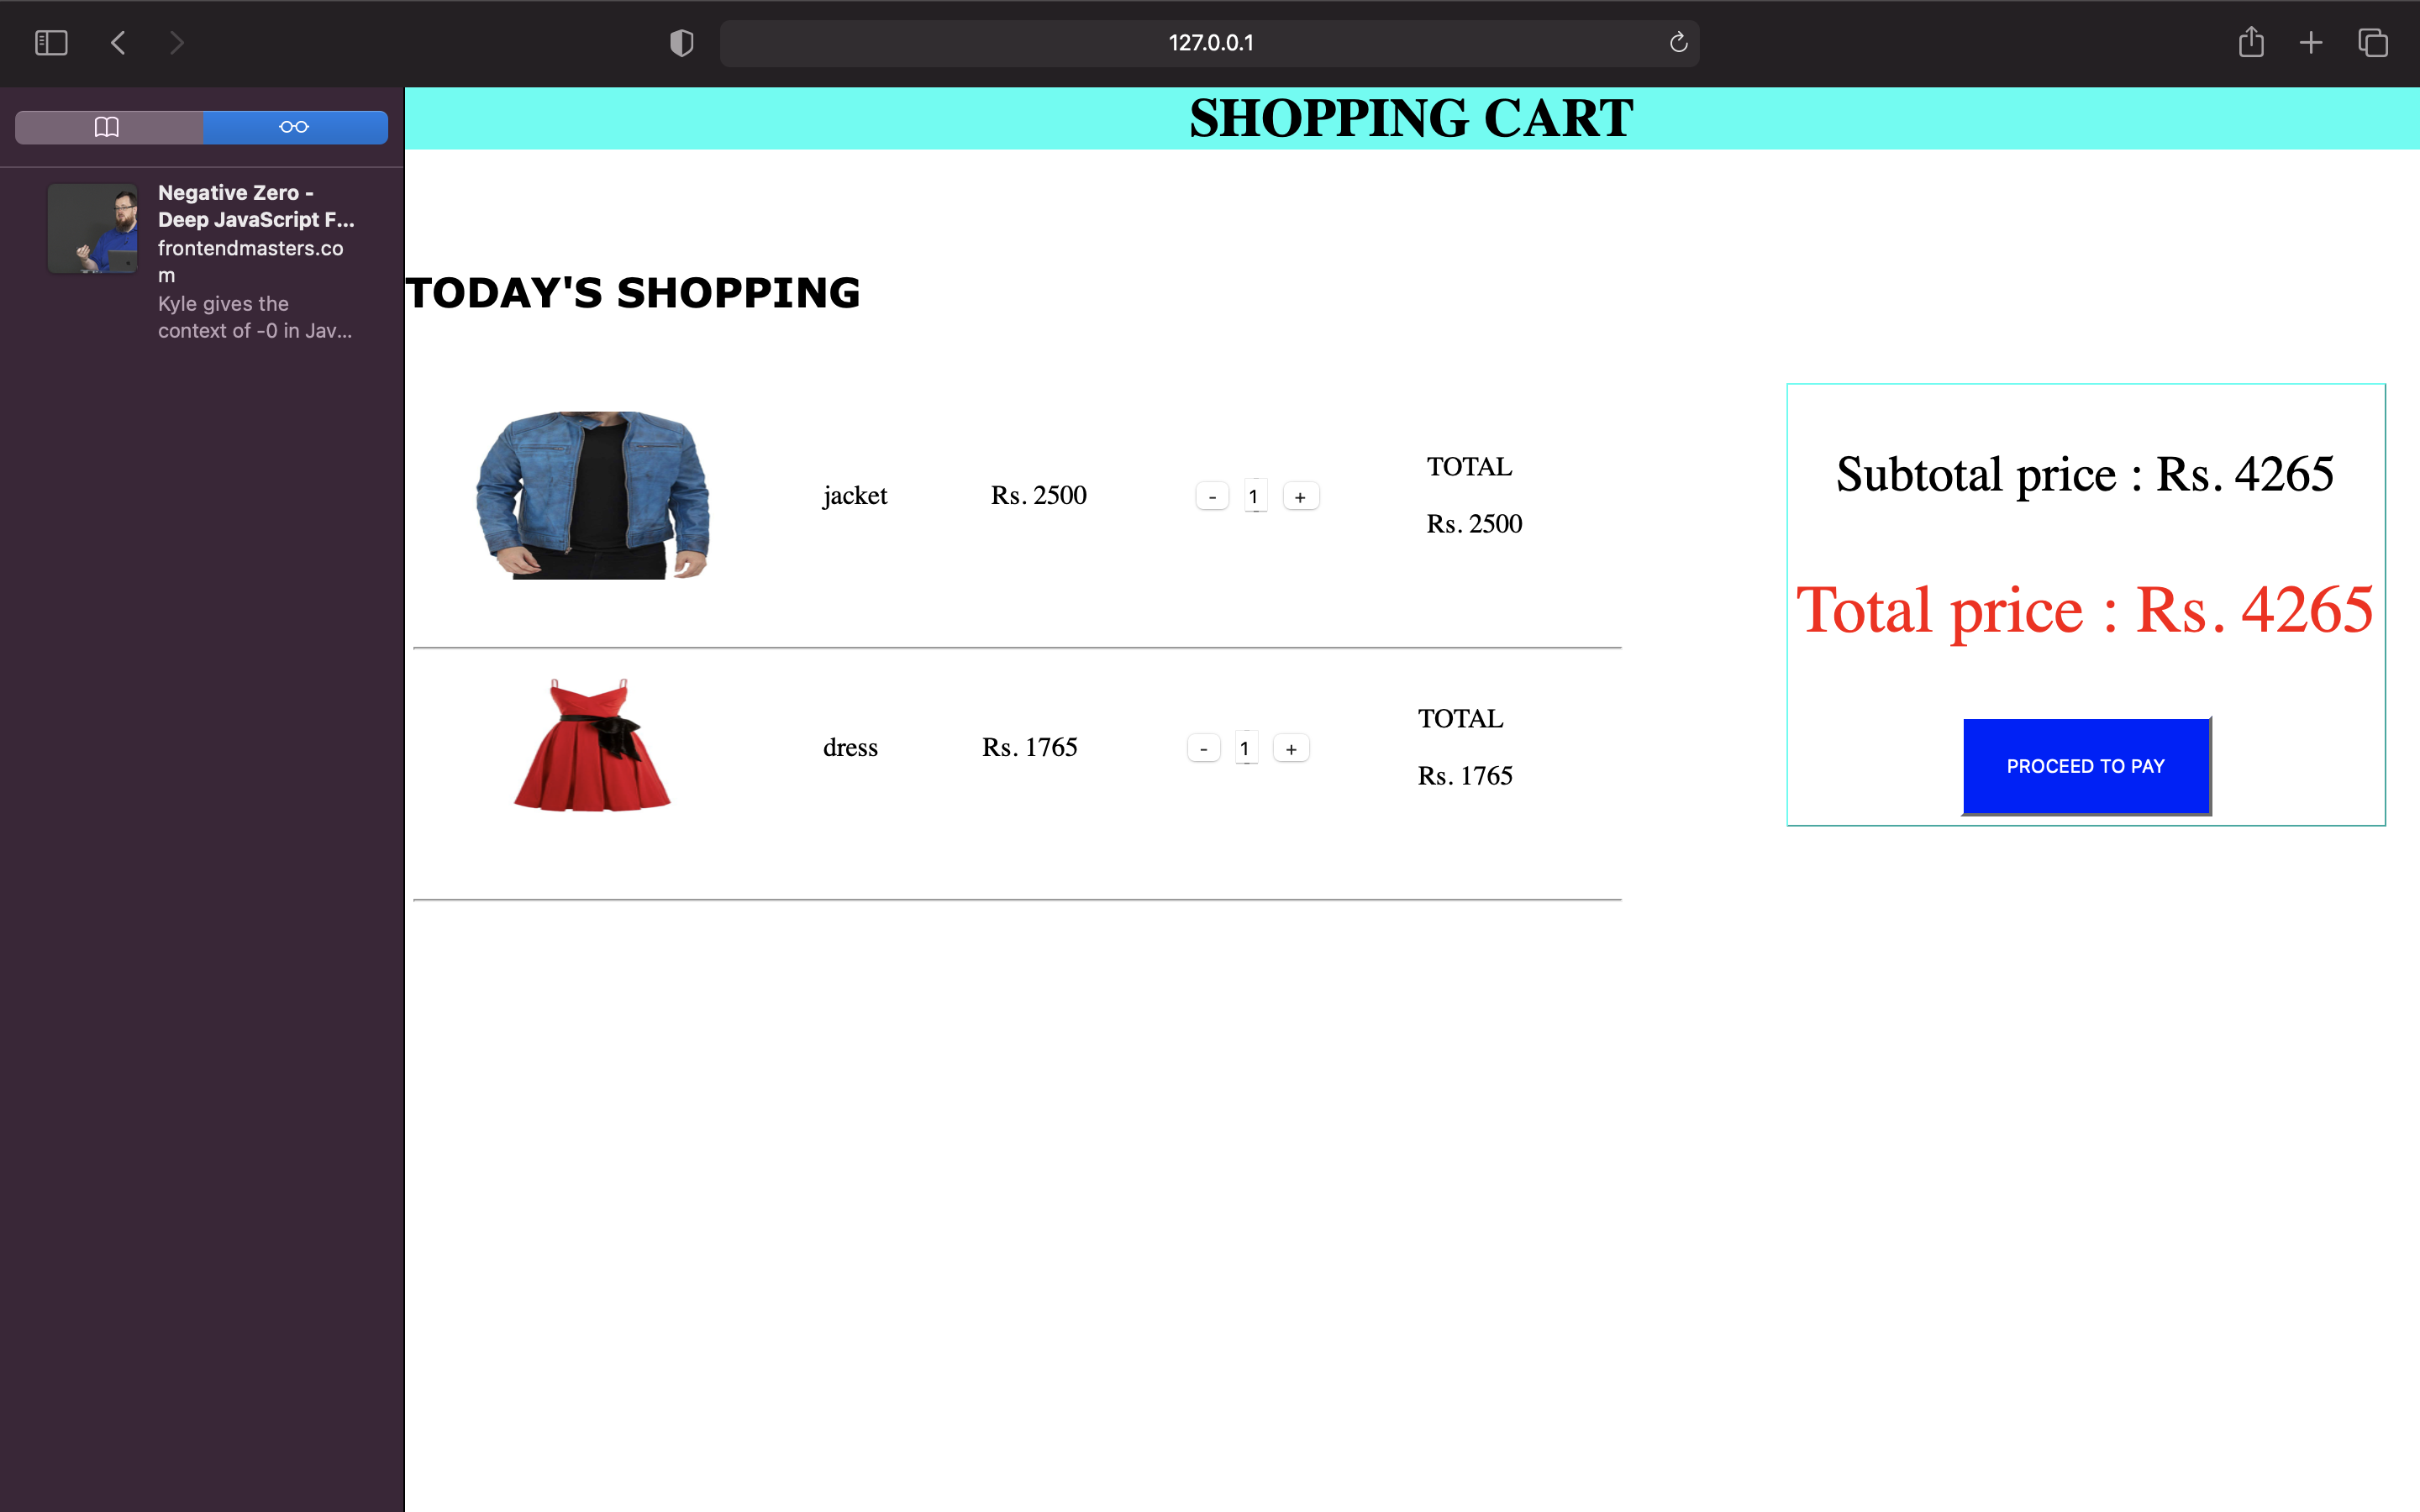 127.0.0.1
Negative Zero -
Deep JavaScript F...
frontendmasters.co
m
Kyle gives the
context of -0 in Jav...
SHOPPING CART
TODAY'S SHOPPING
jacket
Rs. 2500
- 1 +
TOTAL
Rs. 2500
dress
Rs. 1765
- 1 +
TOTAL
Rs. 1765
Subtotal price : Rs. 4265
Total price : Rs. 4265
PROCEED TO PAY